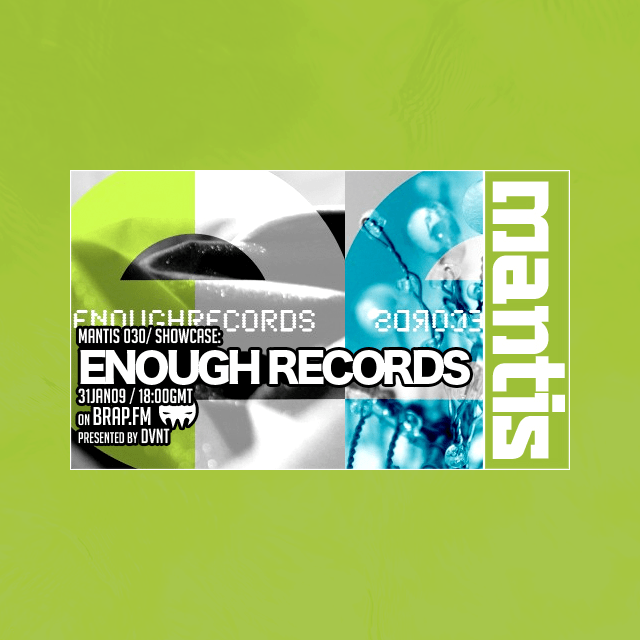 ENOUGHRECORDS
ECORDS
MANTIS 030/ SHOWCASE:
ENOUGH RECORDS
31JAN09 / 18:00GMT
ON BRAP.FM
PRESENTED BY DVNT
mantis